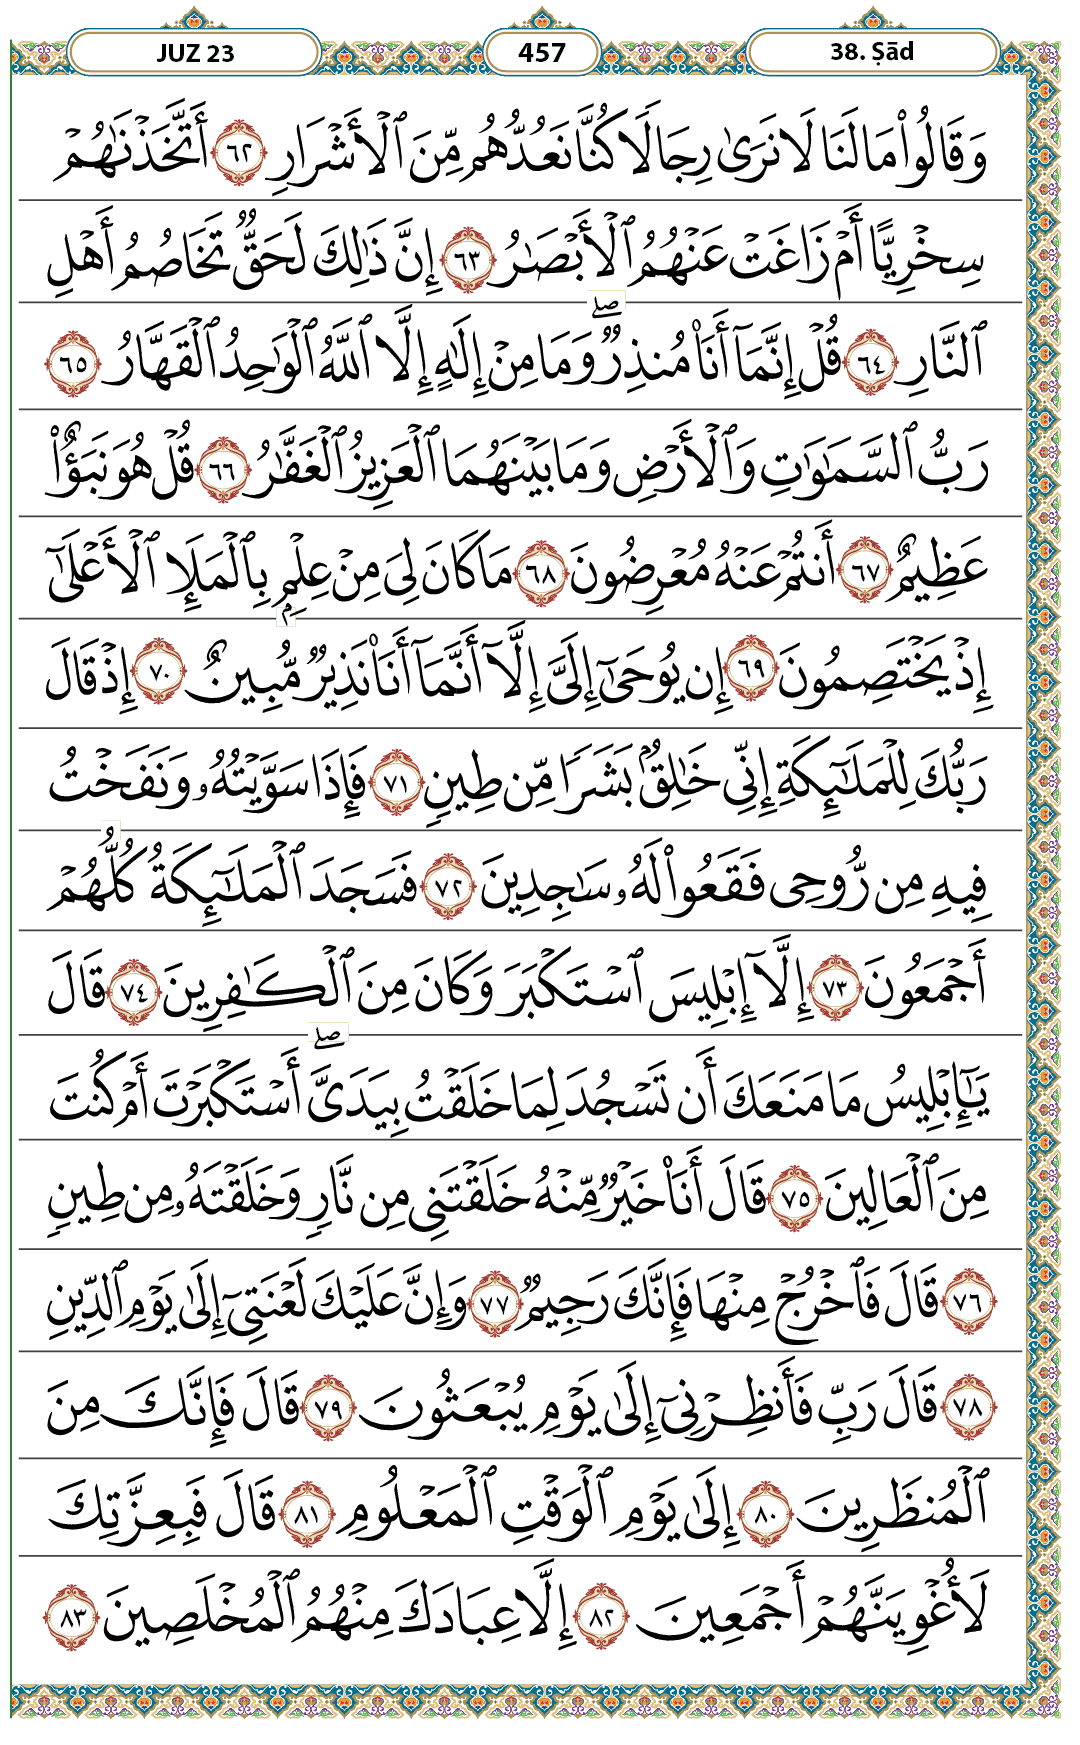 JUZ 23 457 38. Ṣād
وَقَالُوا۟ مَا لَنَا لَا نَرَىٰ رِجَالًا كُنَّا نَعُدُّهُم مِّنَ ٱلْأَشْرَارِ ٦٢ أَتَّخَذْنَٰهُمْ
سِخْرِيًّا أَمْ زَاغَتْ عَنْهُمُ ٱلْأَبْصَٰرُ ٦٣ إِنَّ ذَٰلِكَ لَحَقٌّ تَخَاصُمُ أَهْلِ
ٱلنَّارِ ٦٤ قُلْ إِنَّمَآ أَنَا۠ مُنذِرٌ ۖ وَمَا مِنْ إِلَٰهٍ إِلَّا ٱللَّهُ ٱلْوَٰحِدُ ٱلْقَهَّارُ ٦٥
رَبُّ ٱلسَّمَٰوَٰتِ وَٱلْأَرْضِ وَمَا بَيْنَهُمَا ٱلْعَزِيزُ ٱلْغَفَّٰرُ ٦٦ قُلْ هُوَ نَبَؤٌا۟
عَظِيمٌ ٦٧ أَنتُمْ عَنْهُ مُعْرِضُونَ ٦٨ مَا كَانَ لِىَ مِنْ عِلْمٍۭ بِٱلْمَلَإِ ٱلْأَعْلَىٰٓ
إِذْ يَخْتَصِمُونَ ٦٩ إِن يُوحَىٰٓ إِلَىَّ إِلَّآ أَنَّمَآ أَنَا۠ نَذِيرٌ مُّبِينٌ ٧٠ إِذْ قَالَ
رَبُّكَ لِلْمَلَٰٓئِكَةِ إِنِّى خَٰلِقٌۢ بَشَرًا مِّن طِينٍ ٧١ فَإِذَا سَوَّيْتُهُۥ وَنَفَخْتُ
فِيهِ مِن رُّوحِى فَقَعُوا۟ لَهُۥ سَٰجِدِينَ ٧٢ فَسَجَدَ ٱلْمَلَٰٓئِكَةُ كُلُّهُمْ
أَجْمَعُونَ ٧٣ إِلَّآ إِبْلِيسَ ٱسْتَكْبَرَ وَكَانَ مِنَ ٱلْكَٰفِرِينَ ٧٤ قَالَ
يَٰٓإِبْلِيسُ مَا مَنَعَكَ أَن تَسْجُدَ لِمَا خَلَقْتُ بِيَدَىَّ ۖ أَسْتَكْبَرْتَ أَمْ كُنتَ
مِنَ ٱلْعَالِينَ ٧٥ قَالَ أَنَا۠ خَيْرٌ مِّنْهُ خَلَقْتَنِى مِن نَّارٍ وَخَلَقْتَهُۥ مِن طِينٍ
٧٦ قَالَ فَٱخْرُجْ مِنْهَا فَإِنَّكَ رَجِيمٌ ٧٧ وَإِنَّ عَلَيْكَ لَعْنَتِىٓ إِلَىٰ يَوْمِ ٱلدِّينِ
٧٨ قَالَ رَبِّ فَأَنظِرْنِىٓ إِلَىٰ يَوْمِ يُبْعَثُونَ ٧٩ قَالَ فَإِنَّكَ مِنَ
ٱلْمُنظَرِينَ ٨٠ إِلَىٰ يَوْمِ ٱلْوَقْتِ ٱلْمَعْلُومِ ٨١ قَالَ فَبِعِزَّتِكَ
لَأُغْوِيَنَّهُمْ أَجْمَعِينَ ٨٢ إِلَّا عِبَادَكَ مِنْهُمُ ٱلْمُخْلَصِينَ ٨٣